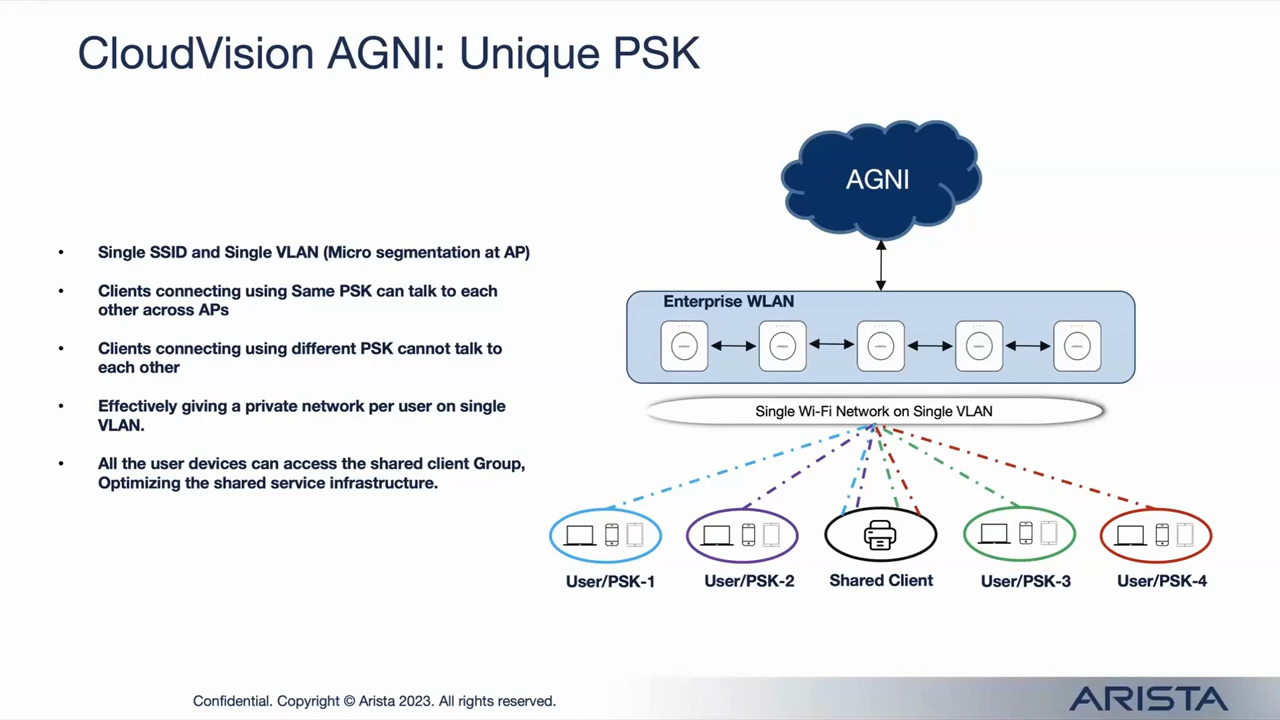 CloudVision AGNI: Unique PSK
• Single SSID and Single VLAN (Micro segmentation at AP)
• Clients connecting using Same PSK can talk to each
other across APs
• Clients connecting using different PSK cannot talk to
each other
• Effectively giving a private network per user on single
VLAN.
• All the user devices can access the shared client Group,
Optimizing the shared service infrastructure.
AGNI
Enterprise WLAN
Single Wi-Fi Network on Single VLAN
User/PSK-1
User/PSK-2
Shared Client
User/PSK-3
User/PSK-4
Confidential. Copyright © Arista 2023. All rights reserved.
ARISTA